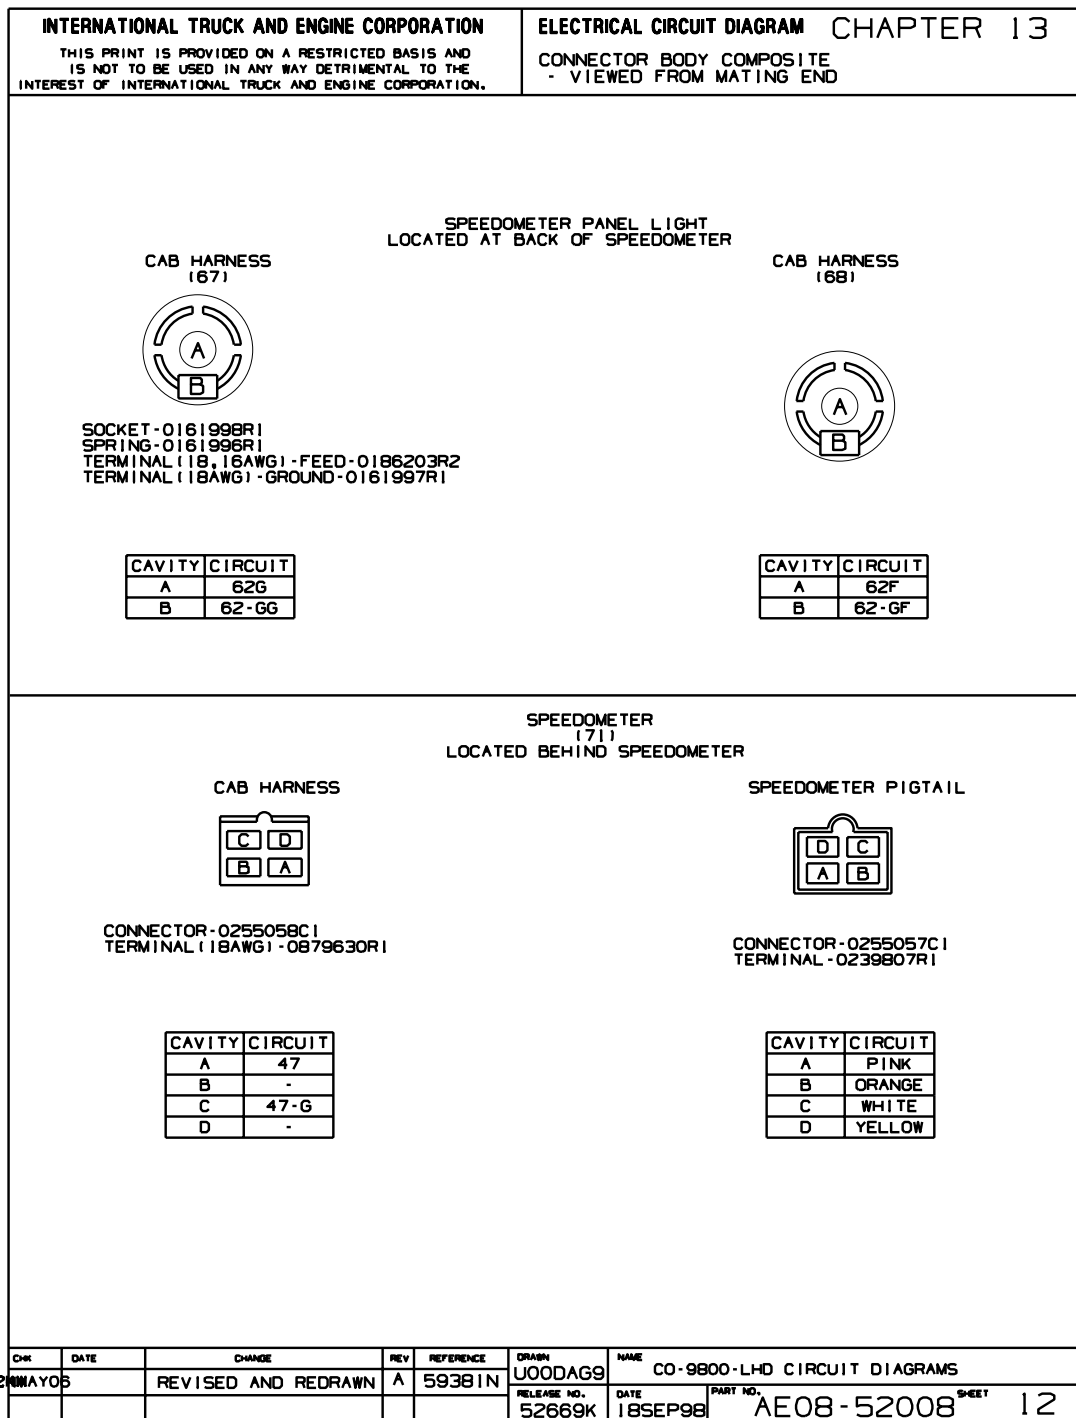 INTERNATIONAL TRUCK AND ENGINE CORPORATION
THIS PRINT IS PROVIDED ON A RESTRICTED BASIS AND
IS NOT TO BE USED IN ANY WAY DETRIMENTAL TO THE
INTEREST OF INTERNATIONAL TRUCK AND ENGINE CORPORATION.
ELECTRICAL CIRCUIT DIAGRAM CHAPTER 13
CONNECTOR BODY COMPOSITE
- VIEWED FROM MATING END
SPEEDOMETER PANEL LIGHT
LOCATED AT BACK OF SPEEDOMETER
CAB HARNESS
(67)
A
B
SOCKET-0161998R1
SPRING-0161996R1
TERMINAL(18,16AWG)-FEED-0186203R2
TERMINAL(18AWG)-GROUND-0161997R1
CAVITY CIRCUIT
A 62G
B 62-GG
CAB HARNESS
(68)
A
B
CAVITY CIRCUIT
A 62F
B 62-GF
SPEEDOMETER
(71)
LOCATED BEHIND SPEEDOMETER
CAB HARNESS
C D
B A
CONNECTOR-0255058C1
TERMINAL(18AWG)-0879630R1
CAVITY CIRCUIT
A 47
B -
C 47-G
D -
SPEEDOMETER PIGTAIL
D C
A B
CONNECTOR-0255057C1
TERMINAL-0239807R1
CAVITY CIRCUIT
A PINK
B ORANGE
C WHITE
D YELLOW
CHK DATE CHANGE REV REFERENCE
REVISED AND REDRAWN A 59381N
DRAWN
U00DAG9
NAME
CO-9800-LHD CIRCUIT DIAGRAMS
RELEASE NO.
52669K
DATE
18SEP98
PART NO.
AE08-52008
SHEET
12